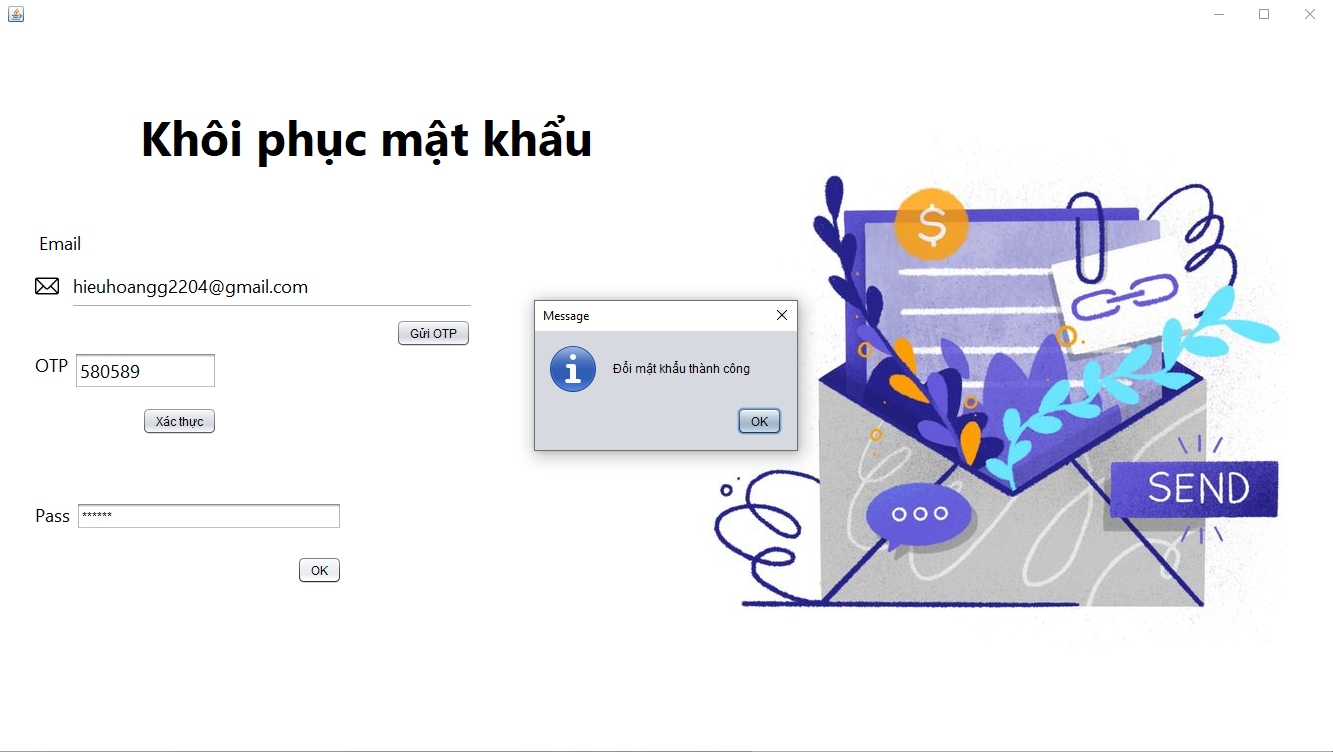 Khôi phục mật khẩu
Email
hieuhoangg2204@gmail.com
Gửi OTP
OTP 580589
Xác thực
Pass ******
OK
Message
Đổi mật khẩu thành công
OK
$
SEND